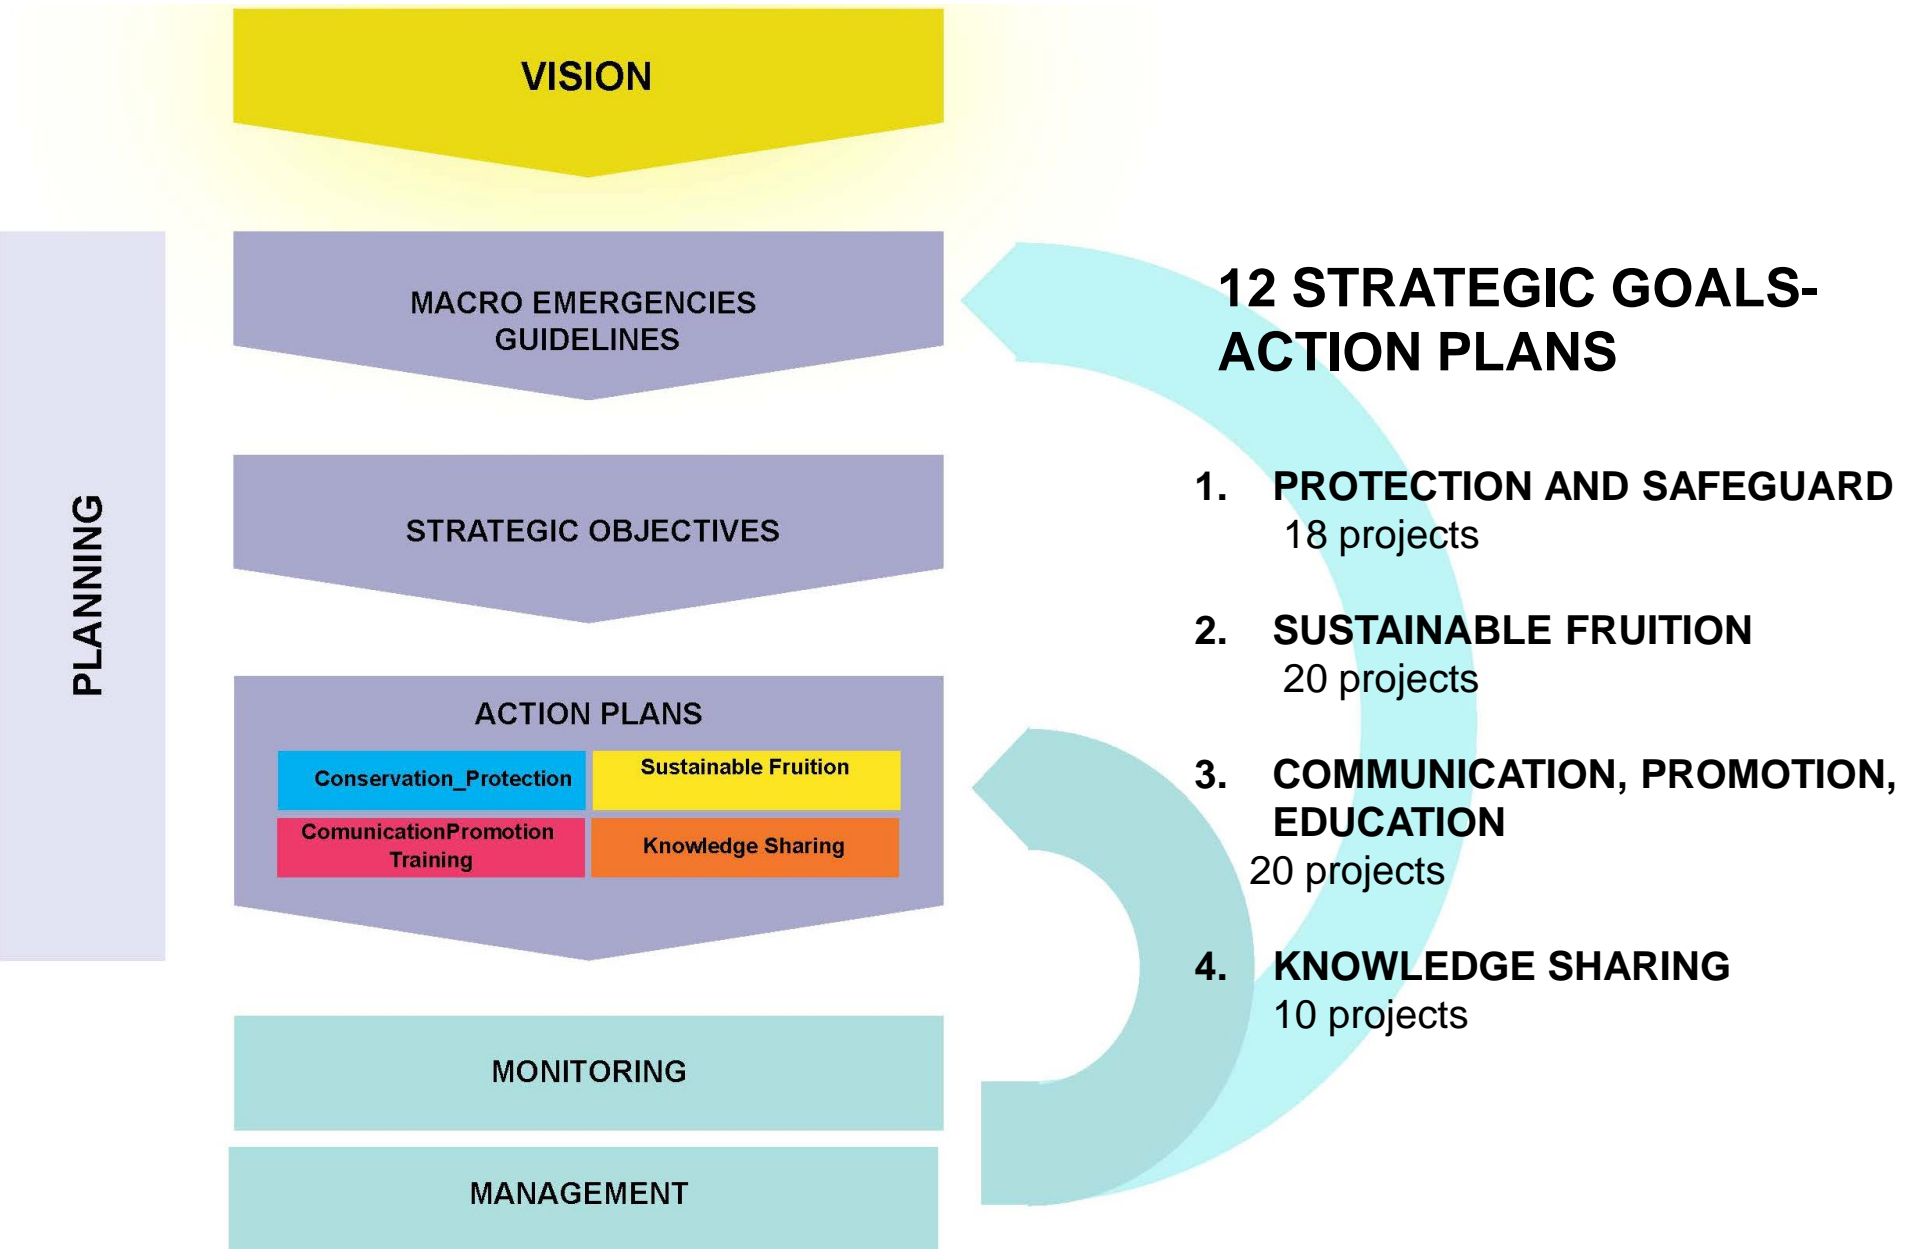 VISION
PLANNING
MACRO EMERGENCIES
GUIDELINES
STRATEGIC OBJECTIVES
ACTION PLANS
Conservation_Protection
Sustainable Fruition
ComunicationPromotion
Training
Knowledge Sharing
MONITORING
MANAGEMENT
12 STRATEGIC GOALS-
ACTION PLANS
1. PROTECTION AND SAFEGUARD
18 projects
2. SUSTAINABLE FRUITION
20 projects
3. COMMUNICATION, PROMOTION,
EDUCATION
20 projects
4. KNOWLEDGE SHARING
10 projects